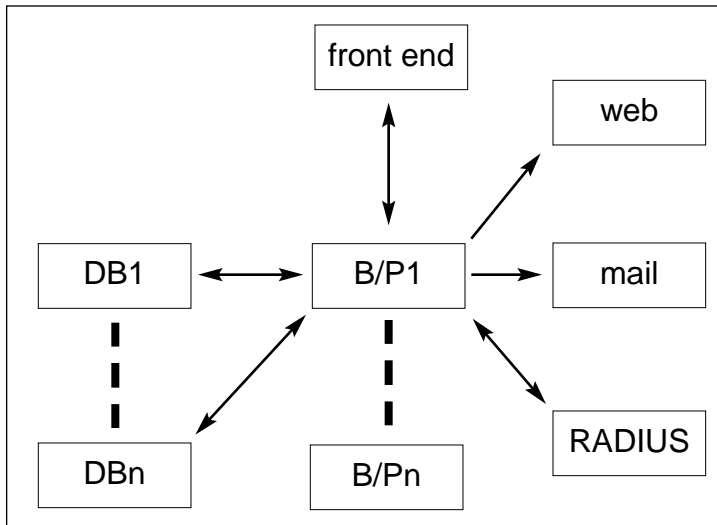 front end
web
DB1
B/P1
mail
DBn
B/Pn
RADIUS